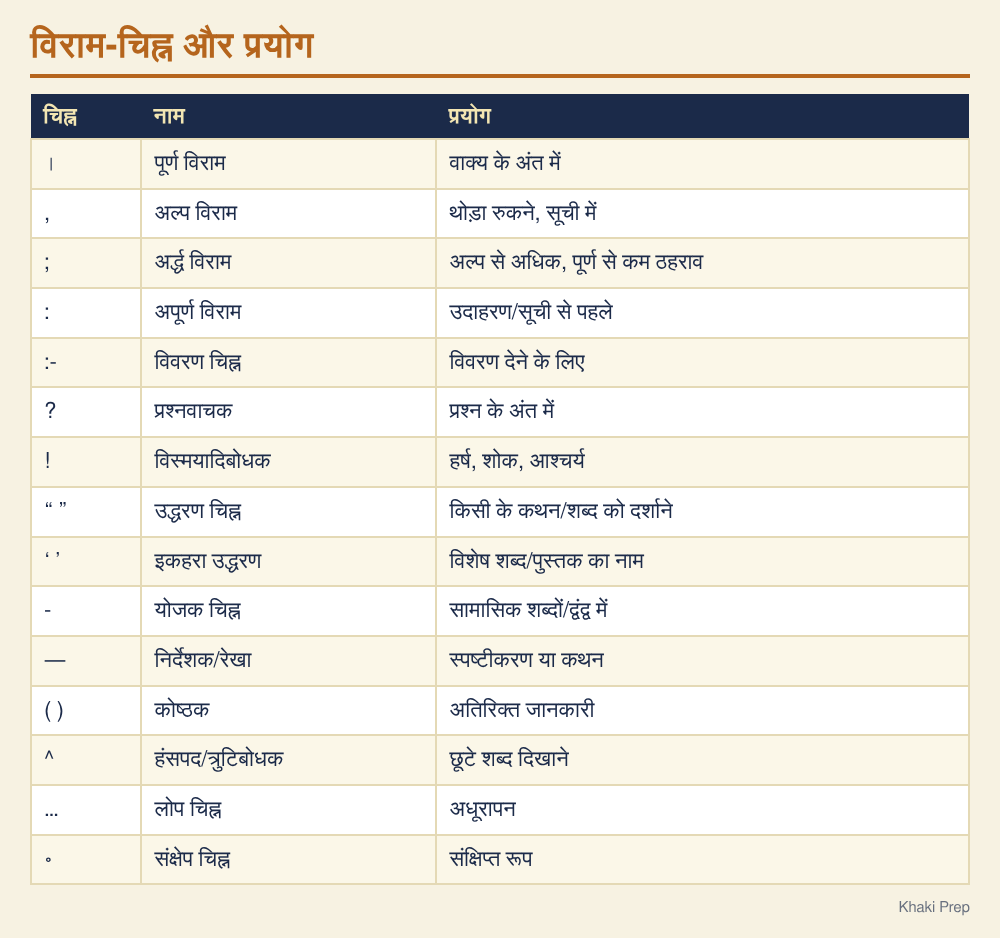 विराम-चिह्न और प्रयोग
चिह्न नाम प्रयोग
। पूर्ण विराम वाक्य के अंत में
, अल्प विराम थोड़ा रुकने, सूची में
; अर्द्ध विराम अल्प से अधिक, पूर्ण से कम ठहराव
: अपूर्ण विराम उदाहरण/सूची से पहले
:- विवरण चिह्न विवरण देने के लिए
? प्रश्नवाचक प्रश्न के अंत में
! विस्मयादिबोधक हर्ष, शोक, आश्चर्य
“ ” उद्धरण चिह्न किसी के कथन/शब्द को दर्शाने
‘ ’ इकहरा उद्धरण विशेष शब्द/पुस्तक का नाम
- योजक चिह्न सामासिक शब्दों/द्वंद्व में
— निर्देशक/रेखा स्पष्टीकरण या कथन
( ) कोष्ठक अतिरिक्त जानकारी
^ हंसपद/त्रुटिबोधक छूटे शब्द दिखाने
… लोप चिह्न अधूरापन
॰ संक्षेप चिह्न संक्षिप्त रूप
Khaki Prep